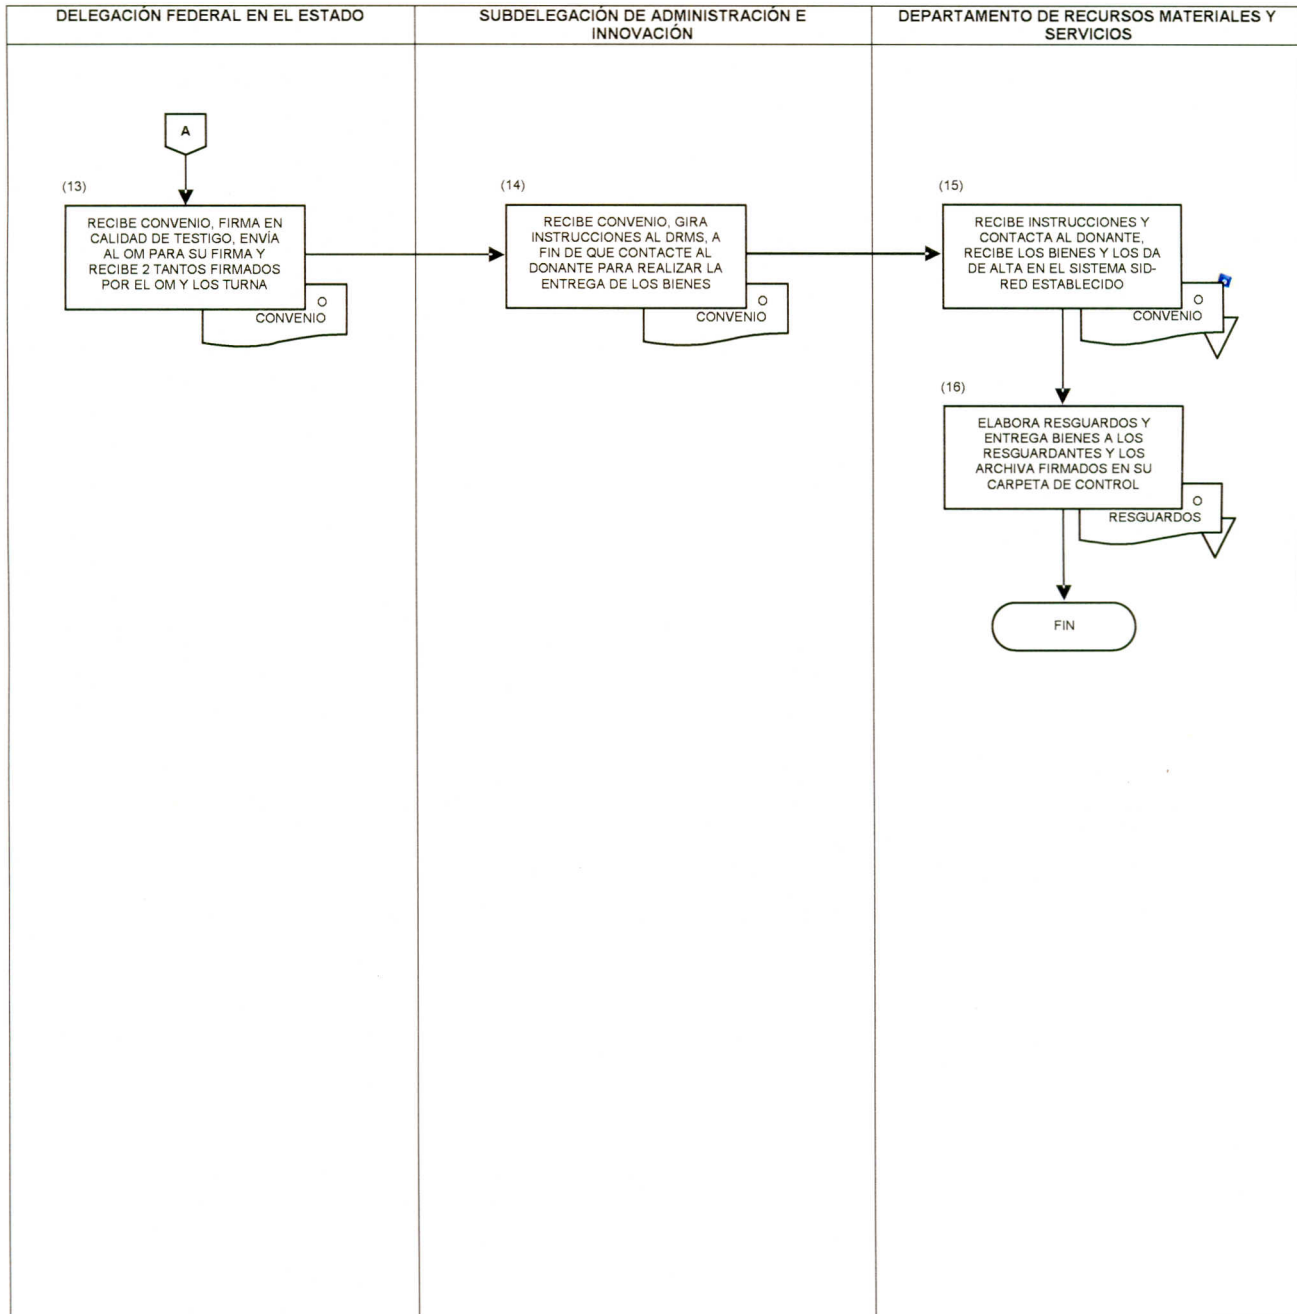 DELEGACIÓN FEDERAL EN EL ESTADO
SUBDELEGACIÓN DE ADMINISTRACIÓN E
INNOVACIÓN
DEPARTAMENTO DE RECURSOS MATERIALES Y
SERVICIOS
A
(13)
RECIBE CONVENIO, FIRMA EN
CALIDAD DE TESTIGO, ENVÍA
AL OM PARA SU FIRMA Y
RECIBE 2 TANTOS FIRMADOS
POR EL OM Y LOS TURNA
O
CONVENIO
(14)
RECIBE CONVENIO, GIRA
INSTRUCCIONES AL DRMS, A
FIN DE QUE CONTACTE AL
DONANTE PARA REALIZAR LA
ENTREGA DE LOS BIENES
O
CONVENIO
(15)
RECIBE INSTRUCCIONES Y
CONTACTA AL DONANTE,
RECIBE LOS BIENES Y LOS DA
DE ALTA EN EL SISTEMA SID-
RED ESTABLECIDO
O
CONVENIO
(16)
ELABORA RESGUARDOS Y
ENTREGA BIENES A LOS
RESGUARDANTES Y LOS
ARCHIVA FIRMADOS EN SU
CARPETA DE CONTROL
O
RESGUARDOS
FIN